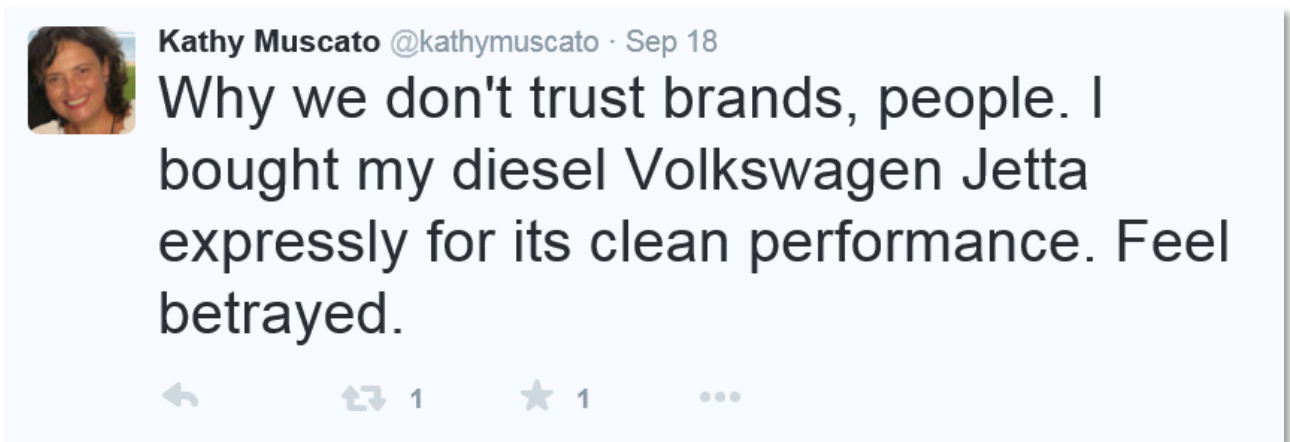 Kathy Muscato @kathymuscato · Sep 18
Why we don't trust brands, people. I
bought my diesel Volkswagen Jetta
expressly for its clean performance. Feel
betrayed.
1 1